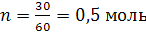 n = 30/60 = 0,5 моль